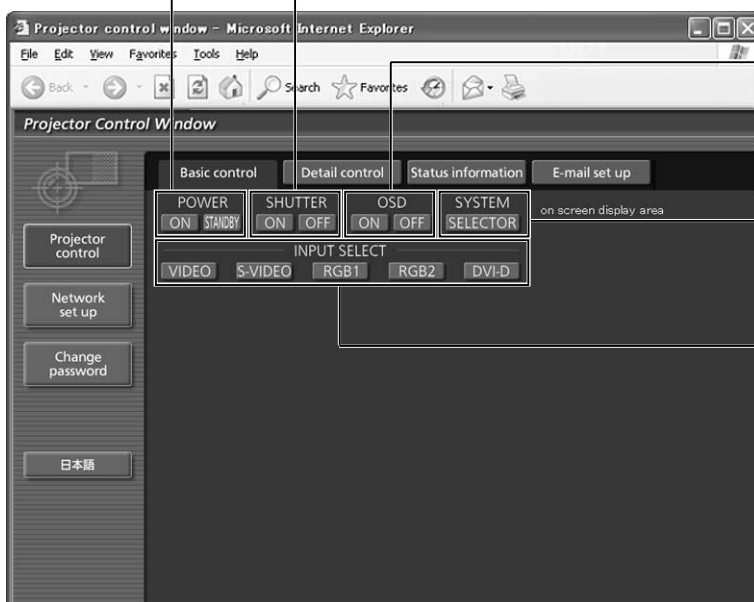 Projector control window - Microsoft Internet Explorer
File Edit View Favorites Tools Help
Back Search Favorites
Projector Control Window
Basic control Detail control Status information E-mail set up
POWER SHUTTER OSD SYSTEM
ON STANDBY ON OFF ON OFF SELECTOR
on screen display area
INPUT SELECT
VIDEO S-VIDEO RGB1 RGB2 DVI-D
Projector
control
Network
set up
Change
password
日本語